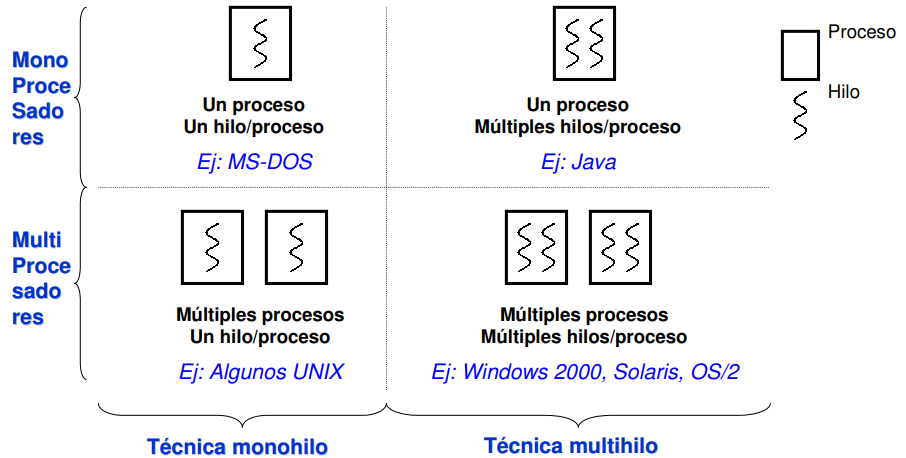 Mono
Proce
Sado
res
Un proceso
Un hilo/proceso
Ej: MS-DOS
Un proceso
Múltiples hilos/proceso
Ej: Java
Proceso
Hilo
Multi
Proce
sado
res
Múltiples procesos
Un hilo/proceso
Ej: Algunos UNIX
Múltiples procesos
Múltiples hilos/proceso
Ej: Windows 2000, Solaris, OS/2
Técnica monohilo
Técnica multihilo